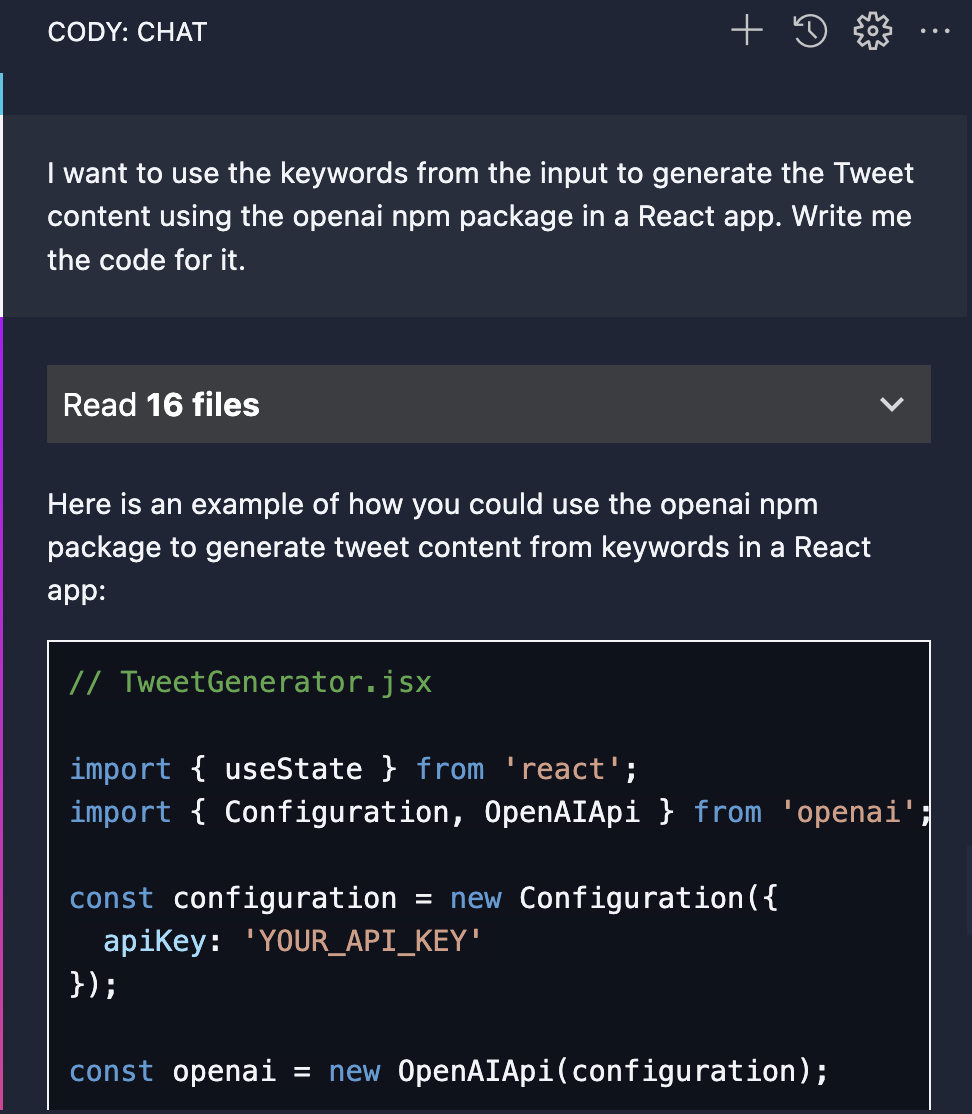 CODY: CHAT
I want to use the keywords from the input to generate the Tweet
content using the openai npm package in a React app. Write me
the code for it.
Read 16 files
Here is an example of how you could use the openai npm
package to generate tweet content from keywords in a React
app:
// TweetGenerator.jsx
import { useState } from 'react';
import { Configuration, OpenAIApi } from 'openai';
const configuration = new Configuration({
  apiKey: 'YOUR_API_KEY'
});
const openai = new OpenAIApi(configuration);